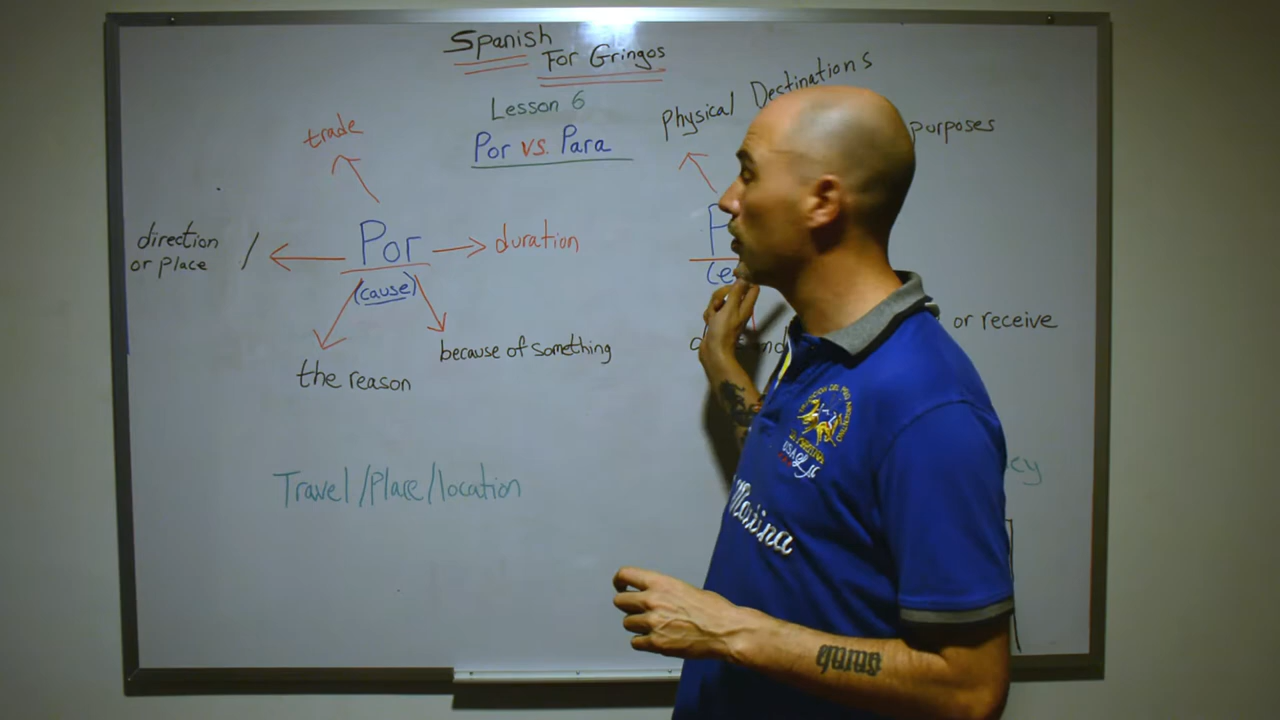 Spanish
For Gringos
Lesson 6
Por vs. Para
trade
direction
or place /
Por
(cause)
duration
the reason
because of something
Travel/Place/location
Physical Destinations
purposes
or receive
USA
Marina